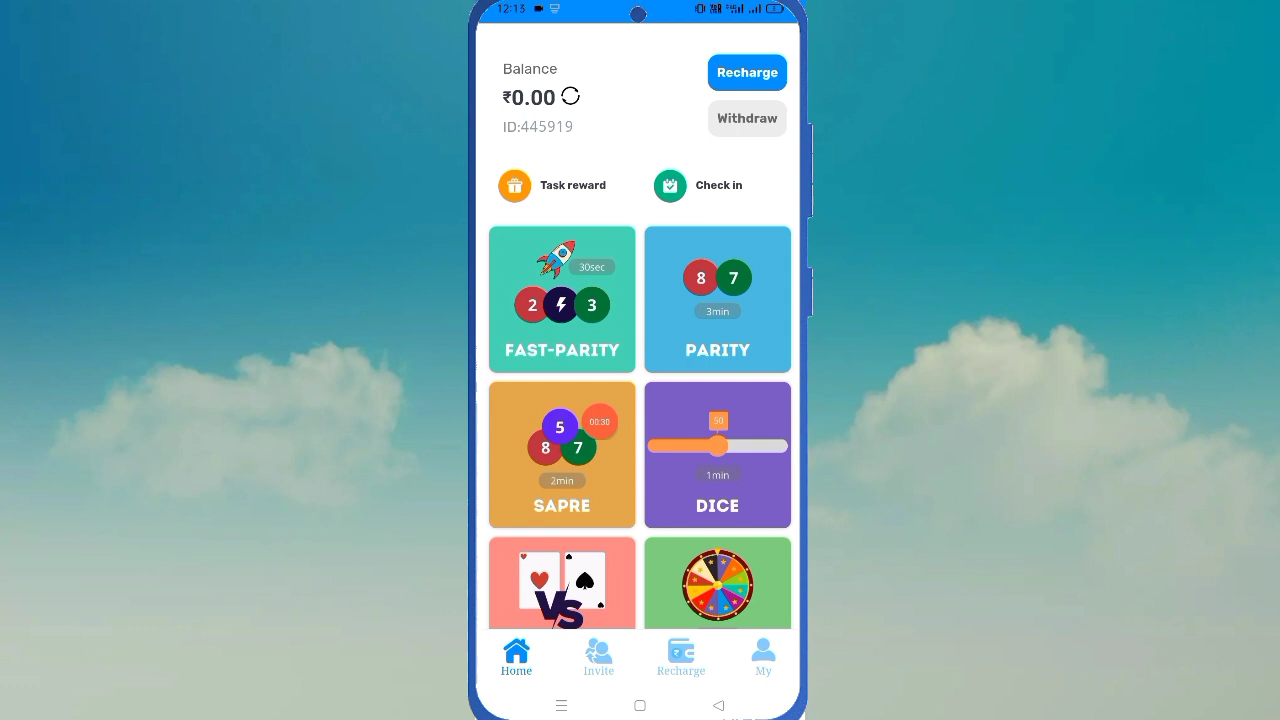 12:13
Balance
Recharge
₹0.00
Withdraw
ID:445919
Task reward
Check in
30sec
2
3
FAST-PARITY
8 7
3min
PARITY
5
00:30
8 7
2min
SAPRE
50
1min
DICE
VS
Home
Invite
Recharge
My